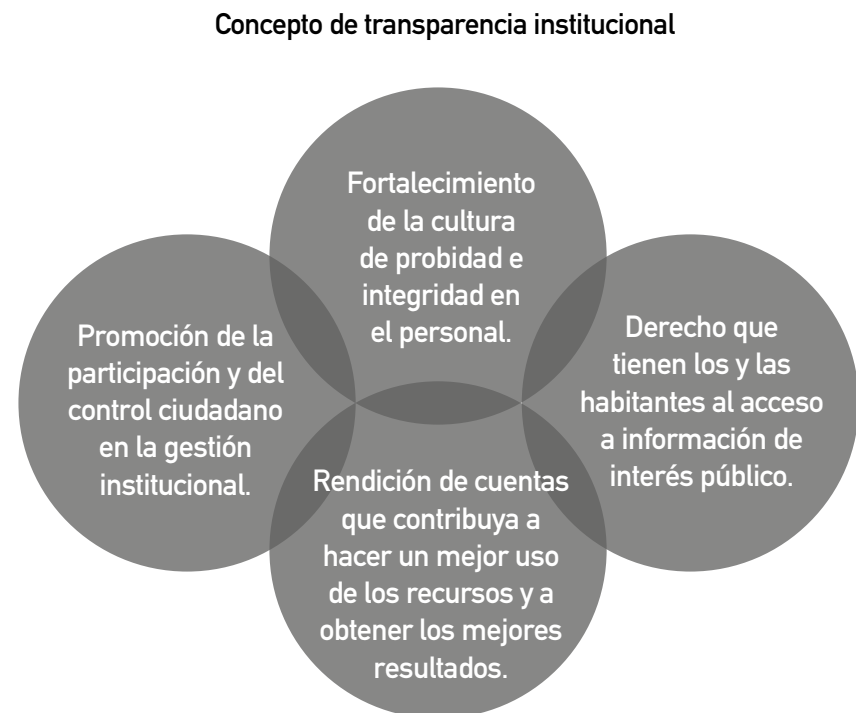 Concepto de transparencia institucional
Fortalecimiento
de la cultura
de probidad e
integridad en
el personal.
Promoción de la
participación y del
control ciudadano
en la gestión
institucional.
Derecho que
tienen los y las
habitantes al acceso
a información de
interés público.
Rendición de cuentas
que contribuya a
hacer un mejor uso
de los recursos y a
obtener los mejores
resultados.